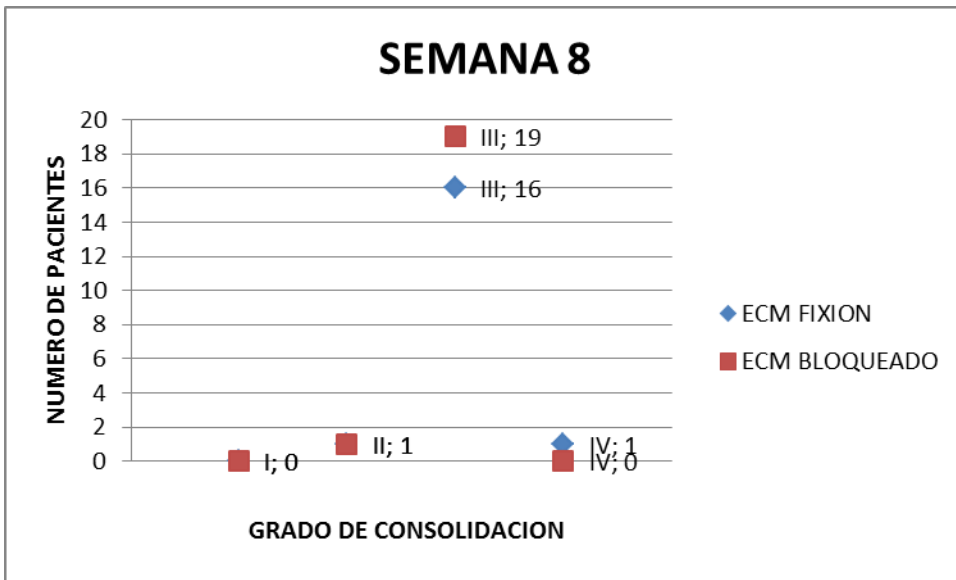 SEMANA 8
NUMERO DE PACIENTES
20
18
16
14
12
10
8
6
4
2
0
III; 19
III; 16
I; 0
II; 1
IV; 1
IV; 0
ECM FIXION
ECM BLOQUEADO
GRADO DE CONSOLIDACION